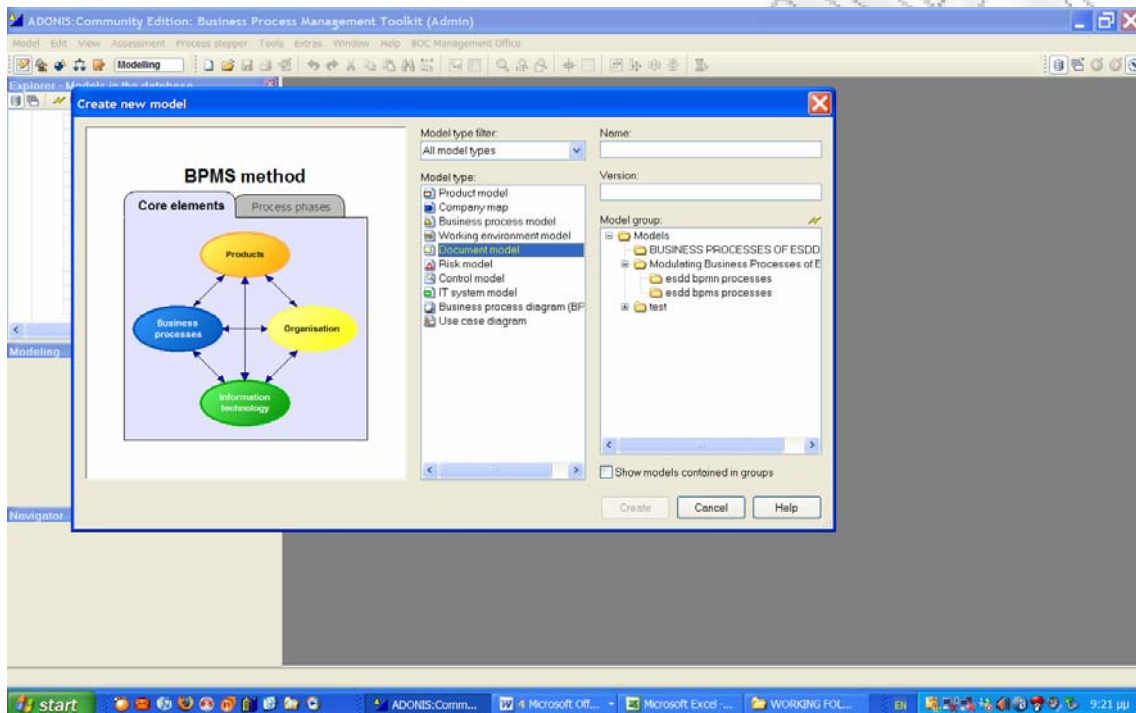 ADONIS:Community Edition: Business Process Management Toolkit (Admin)
Model Edit View Assessment Process stepper Tools Extras Window Help BOC Management Office
Modelling
Explorer - Models in the database
Create new model
BPMS method
Core elements
Process phases
Products
Business
processes
Organisation
Information
technology
Model type filter:
All model types
Model type:
Product model
Company map
Business process model
Working environment model
Document model
Risk model
Control model
IT system model
Business process diagram (BP
Use case diagram
Name:
Version:
Model group:
Models
BUSINESS PROCESSES OF ESDD
Modulating Business Processes of E
esdd bpmn processes
esdd bpms processes
test
Show models contained in groups
Create
Cancel
Help
Modeling
Navigator
start
ADONIS:Comm...
4 Microsoft Off...
Microsoft Excel -...
WORKING FOL...
EN
9:21 μμ